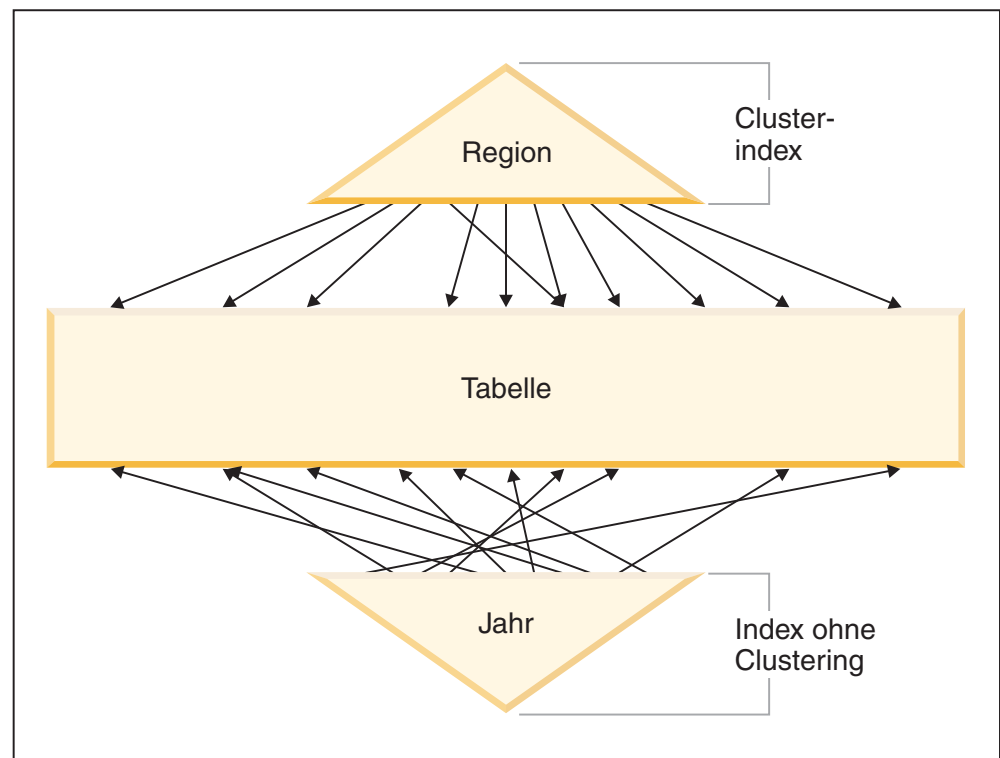 Region
Cluster-
index
Tabelle
Jahr
Index ohne
Clustering